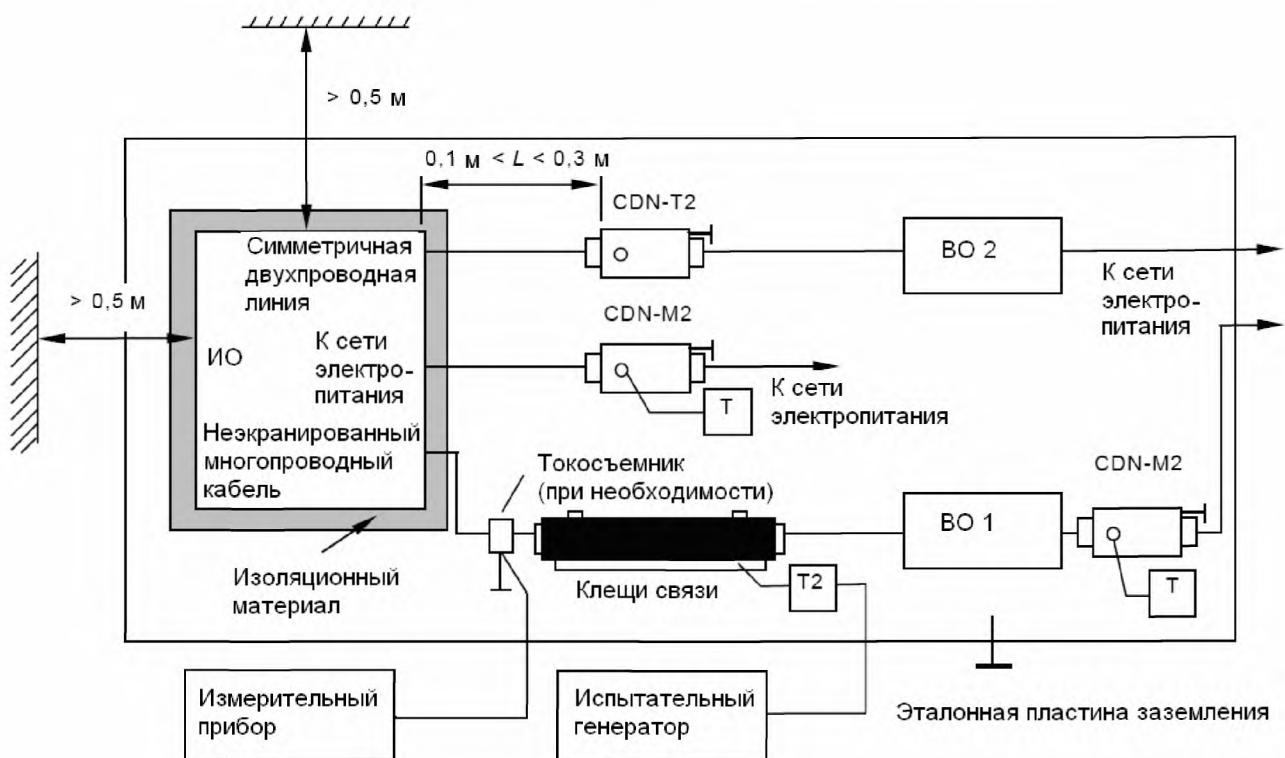 > 0,5 м
0,1 м < L < 0,3 м
CDN-T2
Симметричная
двухпроводная
линия
ВО 2
К сети
электро-
питания
> 0,5 м
CDN-M2
ИО
К сети
электро-
питания
T
К сети
электропитания
Неэкранированный
многопроводный
кабель
Токосъемник
(при необходимости)
CDN-M2
ВО 1
Изоляционный
материал
Клещи связи
T2
T
Измерительный
прибор
Испытательный
генератор
Эталонная пластина заземления